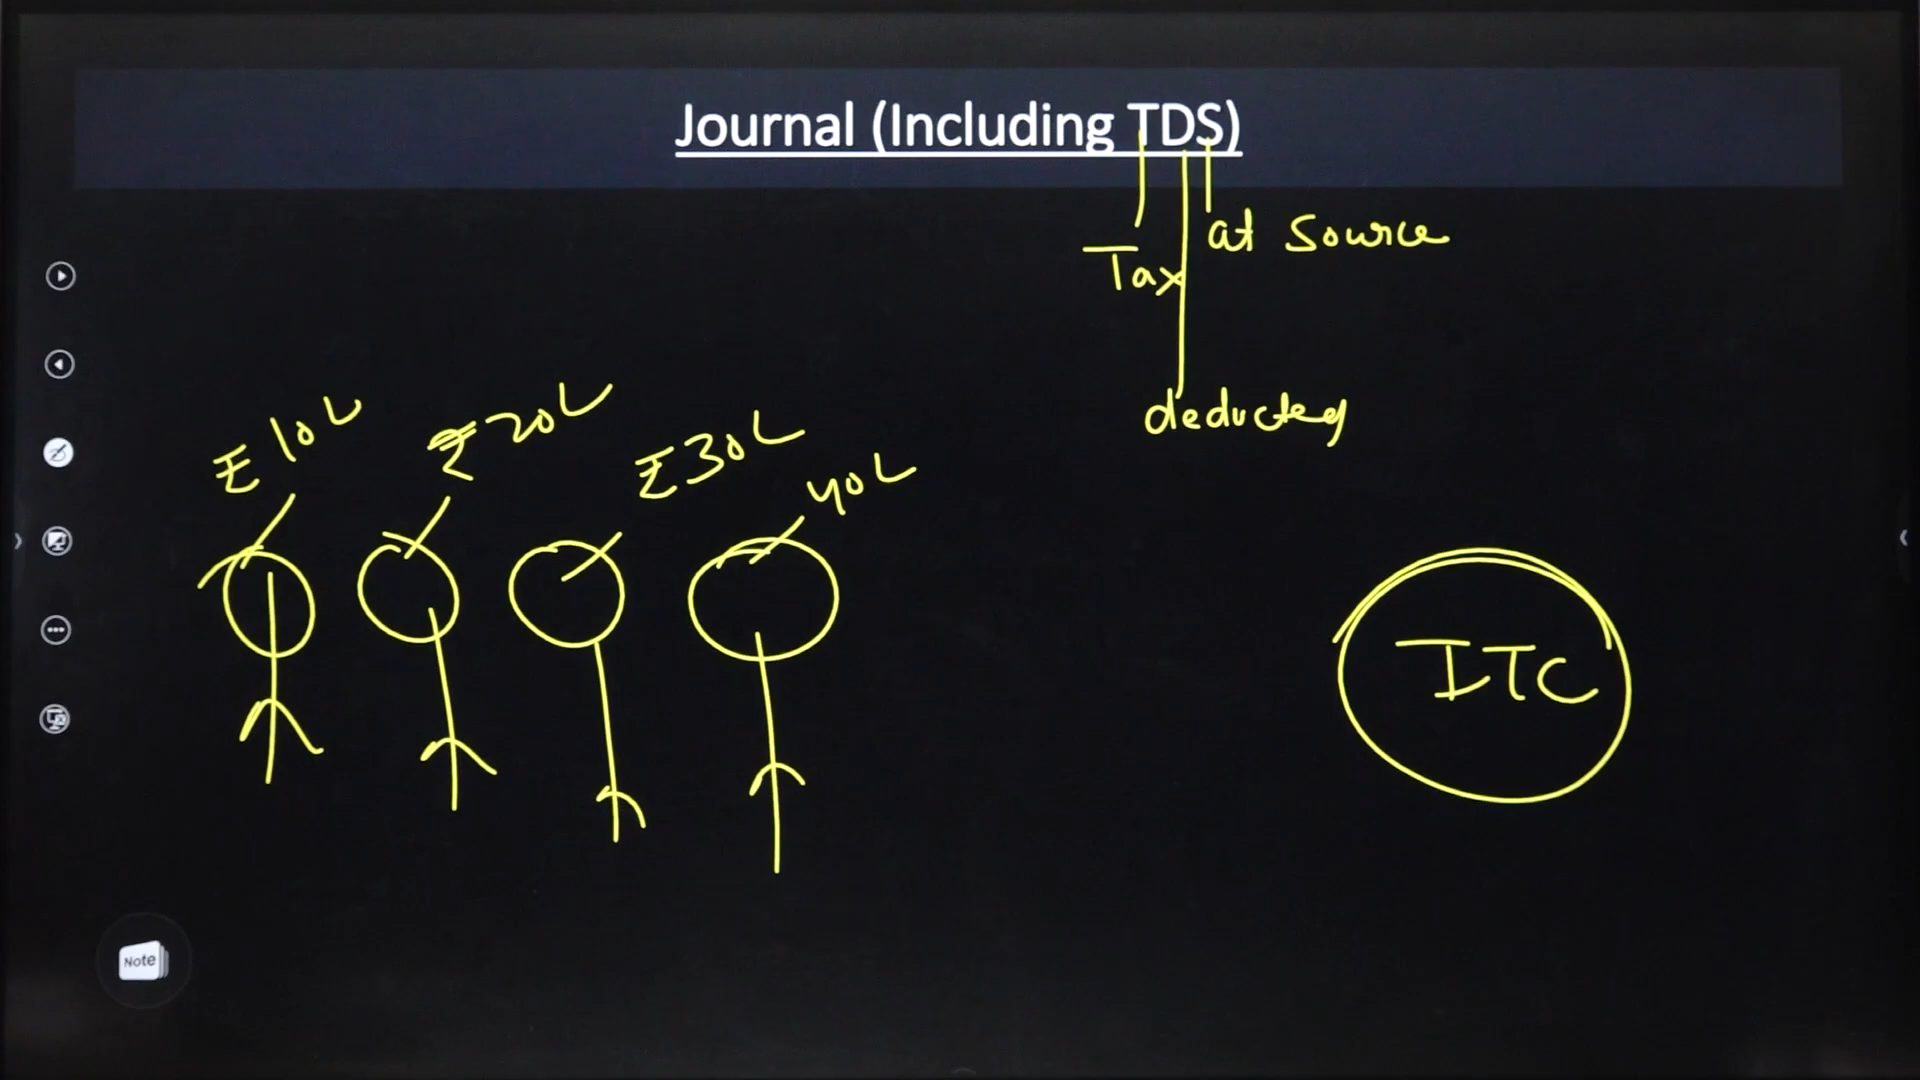 Journal (Including TDS)
at Source
Tax
deducted
₹10L
₹20L
₹30L
40L
ITC
Note